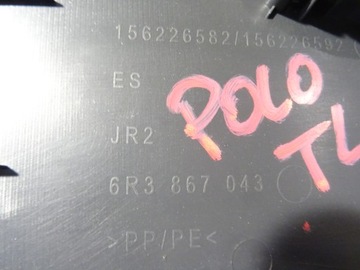 156226582/156226592
ES
POLO
JR2
TL
6R3 867 043
>PP/PE<